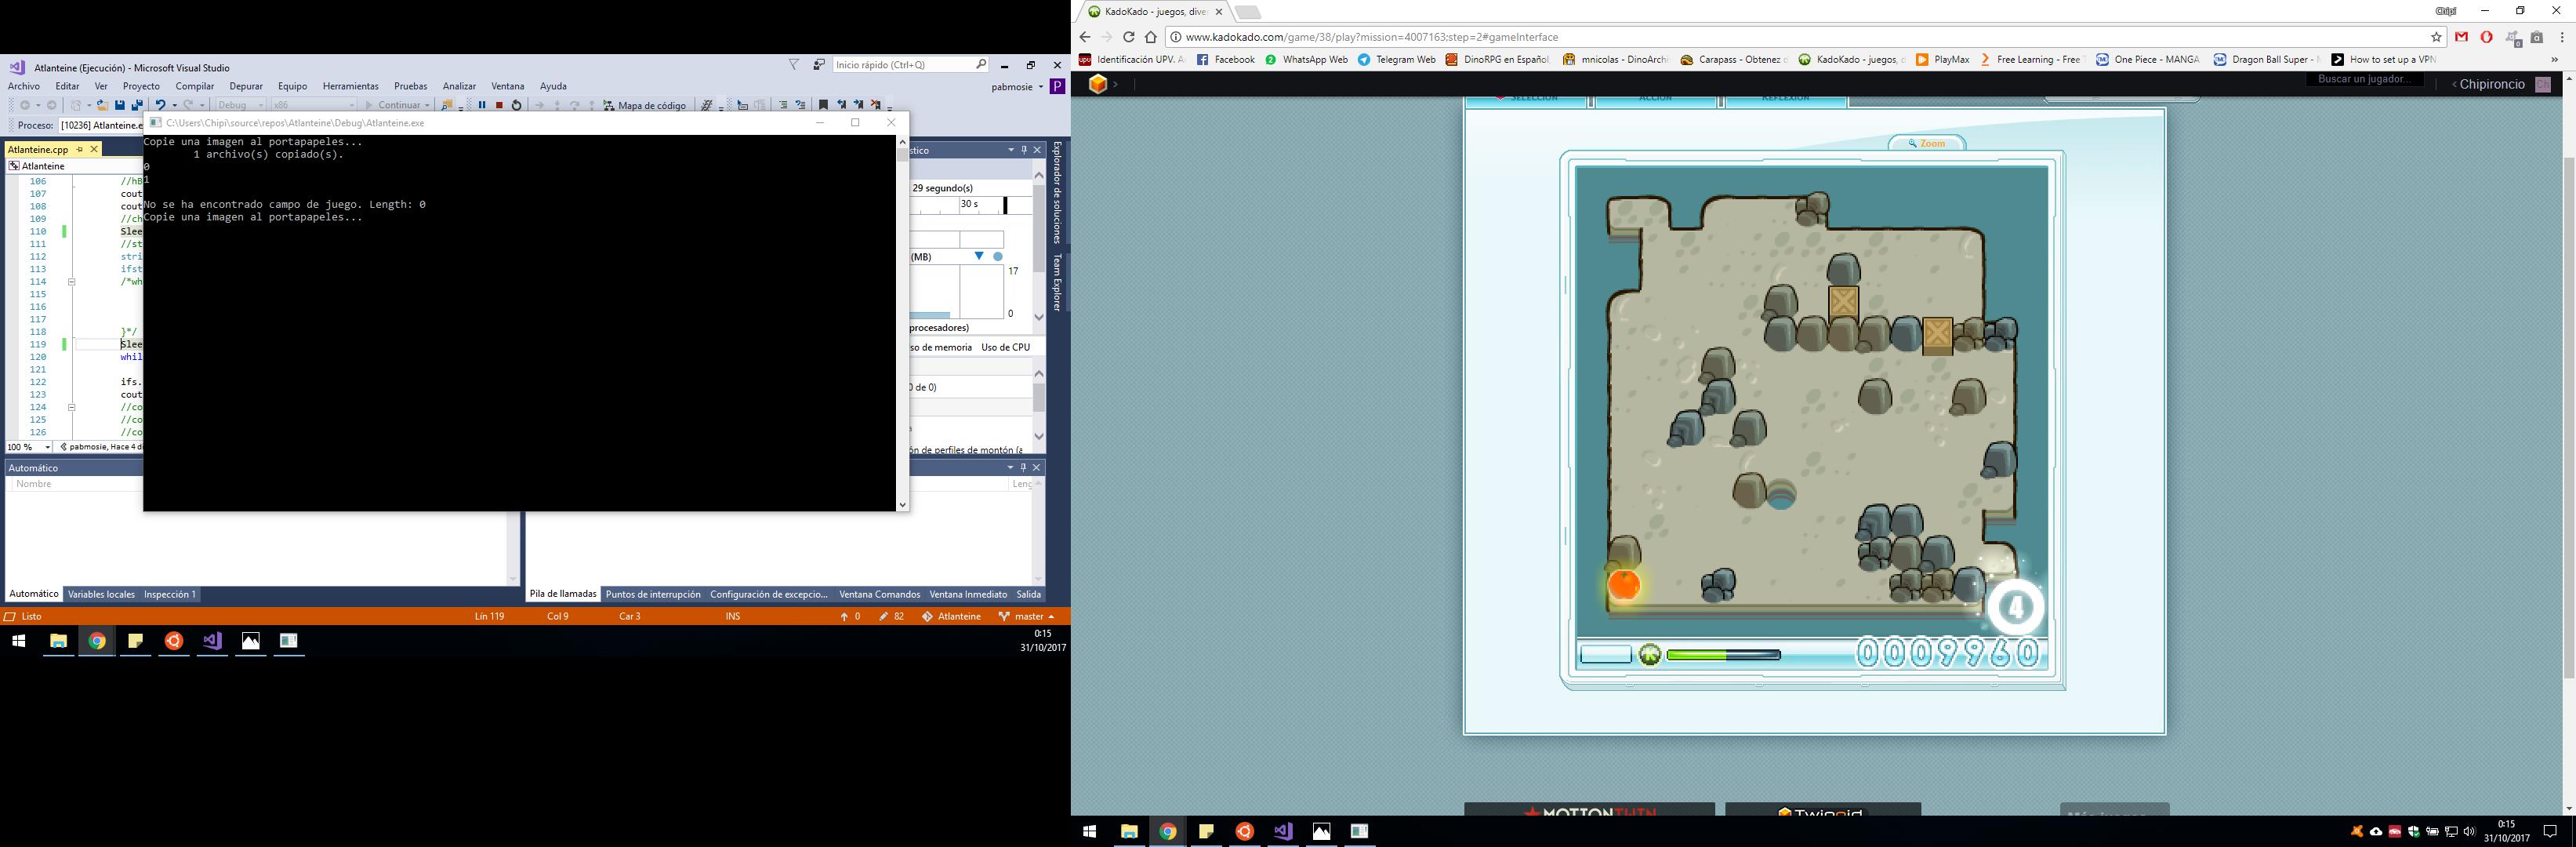 Atlanteine (Ejecución) - Microsoft Visual Studio
Inicio rápido (Ctrl+Q)
Archivo Editar Ver Proyecto Compilar Depurar Equipo Herramientas Pruebas Analizar Ventana Ayuda
pabmosie P
Debug x86 Continuar Mapa de código
Proceso: [10236] Atlanteine.e
C:\Users\Chipi\source\repos\Atlanteine\Debug\Atlanteine.exe
Copie una imagen al portapapeles...
1 archivo(s) copiado(s).
0
1
No se ha encontrado campo de juego. Length: 0
Copie una imagen al portapapeles...
Atlanteine.cpp
Atlanteine
106 //hB
107 cout
108 cout
109 //ch
110 Slee
111 //st
112 stri
113 ifst
114 /*wh
115
116
117
118 }*/
119 Slee
120 whil
121
122 ifs.
123 cout
124 //co
125 //co
126 //co
100 %
pabmosie, Hace 4 d
stico
29 segundo(s)
30 s
(MB)
17
0
procesadores)
so de memoria Uso de CPU
0 de 0)
ón de perfiles de montón (a
Explorador de soluciones
Team Explorer
Automático
Nombre
Leng
Automático Variables locales Inspección 1
Pila de llamadas Puntos de interrupción Configuración de excepcio... Ventana Comandos Ventana Inmediato Salida
Listo Lín 119 Col 9 Car 3 INS 0 82 Atlanteine master
0:15
31/10/2017
KadoKado - juegos, dive
Chipi
www.kadokado.com/game/38/play?mission=4007163;step=2#gameInterface
Identificación UPV. A Facebook WhatsApp Web Telegram Web DinoRPG en Español, mnicolas - DinoArchi Carapass - Obtenez d KadoKado - juegos, d PlayMax Free Learning - Free T One Piece - MANGA Dragon Ball Super - How to set up a VPN
Buscar un jugador...
Chipironcio Ch
SELECCIÓN ACCIÓN REFLEXIÓN
Zoom
4
0009960
MOTTONTWIN
Twinoid
Más juegos
0:15
31/10/2017